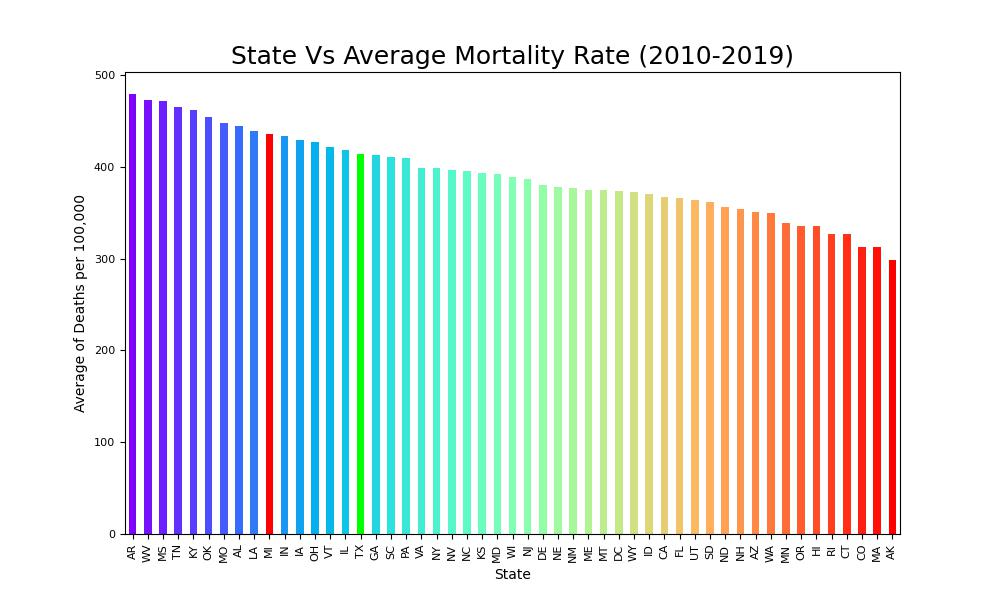 State Vs Average Mortality Rate (2010-2019)
500
400
300
200
100
0
Average of Deaths per 100,000
AR WV MS TN KY OK MO AL LA MI IN IA OH VT IL TX GA SC PA VA NY NV NC KS MD WI NJ DE NE NM ME MT DC WY ID CA FL UT SD ND NH AZ WA MN OR HI RI CT CO MA AK
State